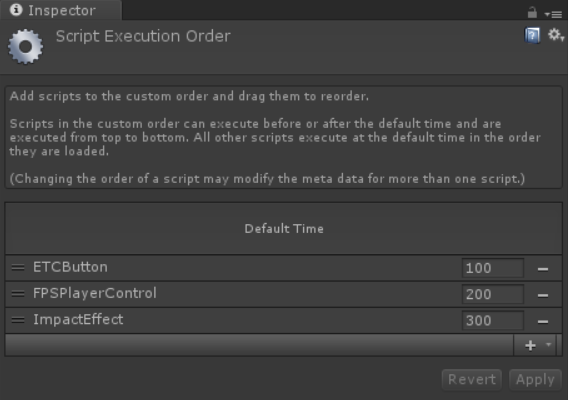 Inspector
Script Execution Order
Add scripts to the custom order and drag them to reorder.
Scripts in the custom order can execute before or after the default time and are
executed from top to bottom. All other scripts execute at the default time in the order
they are loaded.
(Changing the order of a script may modify the meta data for more than one script.)
Default Time
ETCButton 100
FPSPlayerControl 200
ImpactEffect 300
Revert Apply